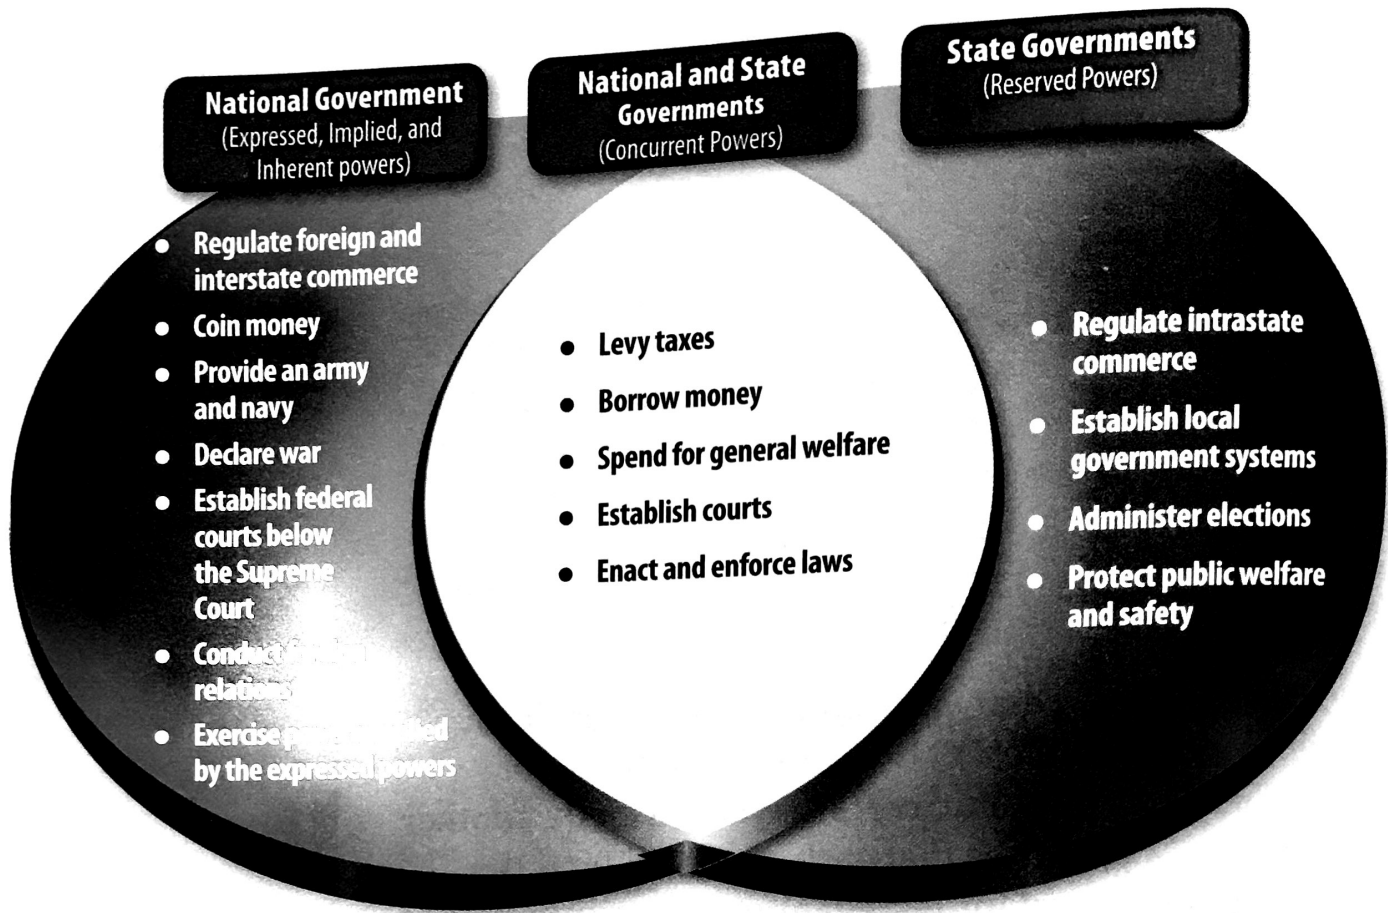 National Government
(Expressed, Implied, and
Inherent powers)
• Regulate foreign and
interstate commerce
• Coin money
• Provide an army
and navy
• Declare war
• Establish federal
courts below
the Supreme
Court
• Conduct
relations
• Exercise
by the expressed powers
National and State
Governments
(Concurrent Powers)
• Levy taxes
• Borrow money
• Spend for general welfare
• Establish courts
• Enact and enforce laws
State Governments
(Reserved Powers)
• Regulate intrastate
commerce
• Establish local
government systems
• Administer elections
• Protect public welfare
and safety